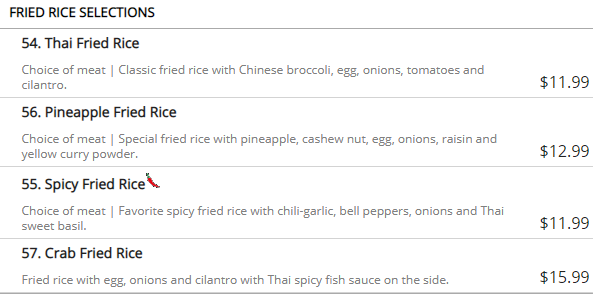 FRIED RICE SELECTIONS
54. Thai Fried Rice
Choice of meat | Classic fried rice with Chinese broccoli, egg, onions, tomatoes and
cilantro.
$11.99
56. Pineapple Fried Rice
Choice of meat | Special fried rice with pineapple, cashew nut, egg, onions, raisin and
yellow curry powder.
$12.99
55. Spicy Fried Rice
Choice of meat | Favorite spicy fried rice with chili-garlic, bell peppers, onions and Thai
sweet basil.
$11.99
57. Crab Fried Rice
Fried rice with egg, onions and cilantro with Thai spicy fish sauce on the side.
$15.99